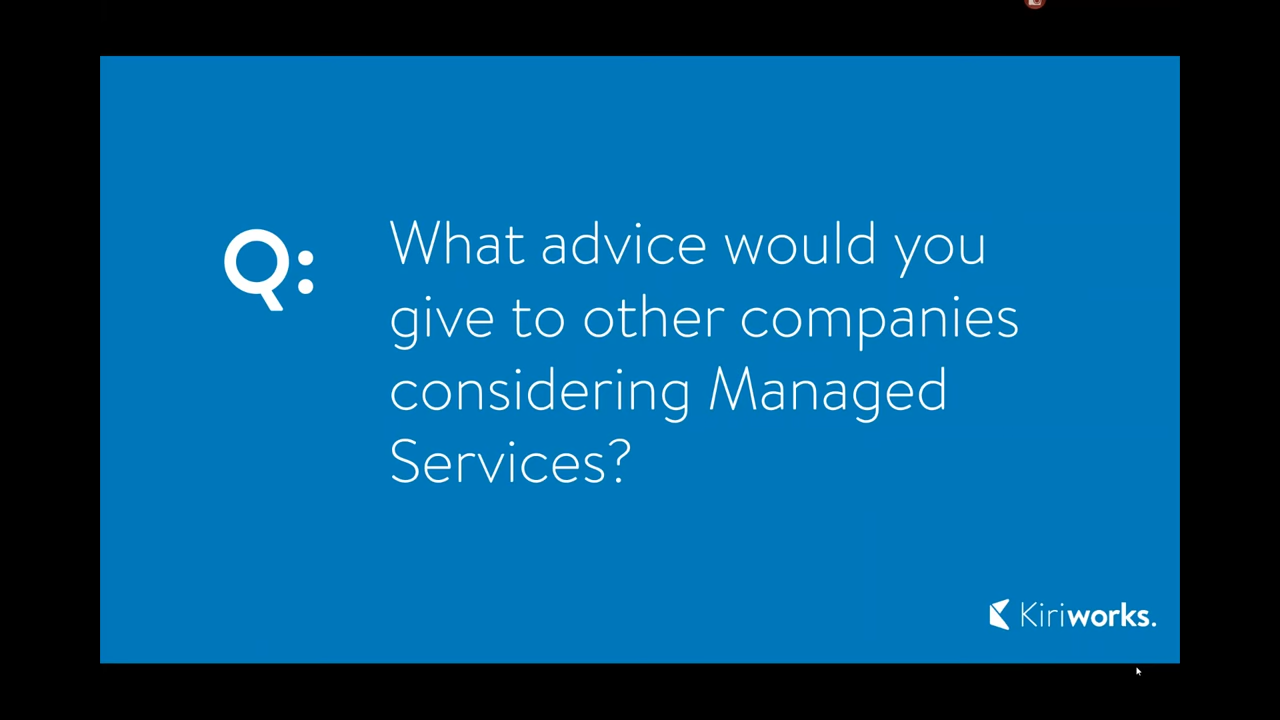 Q:
What advice would you
give to other companies
considering Managed
Services?
Kiriworks.